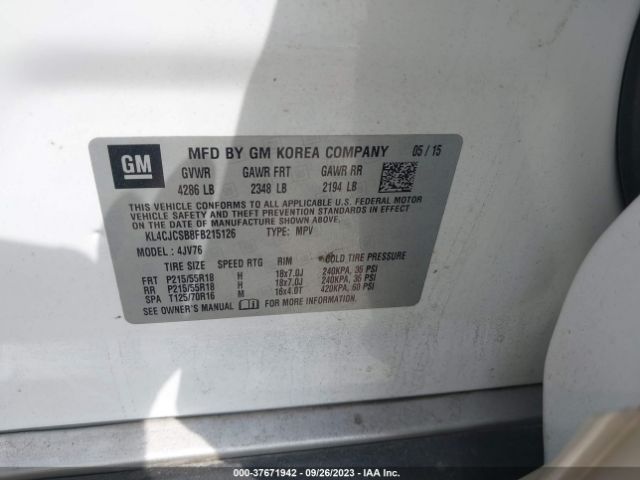 GM
MFD BY GM KOREA COMPANY 05 / 15
GVWR GAWR FRT GAWR RR
4286 LB 2348 LB 2194 LB
THIS VEHICLE CONFORMS TO ALL APPLICABLE U.S. FEDERAL MOTOR
VEHICLE SAFETY AND THEFT PREVENTION STANDARDS IN EFFECT
ON THE DATE OF MANUFACTURE SHOWN ABOVE.
KL4CJCSB8FB215126 TYPE: MPV
MODEL : 4JV76
TIRE SIZE SPEED RTG RIM COLD TIRE PRESSURE
FRT P215/55R18 H 18x7.0J 240KPA, 35 PSI
RR P215/55R18 H 18x7.0J 240KPA, 35 PSI
SPA T125/70R16 M 16x4.0T 420KPA, 60 PSI
SEE OWNER'S MANUAL FOR MORE INFORMATION.
00-37671942 - 09/26/2023 - IAA Inc.